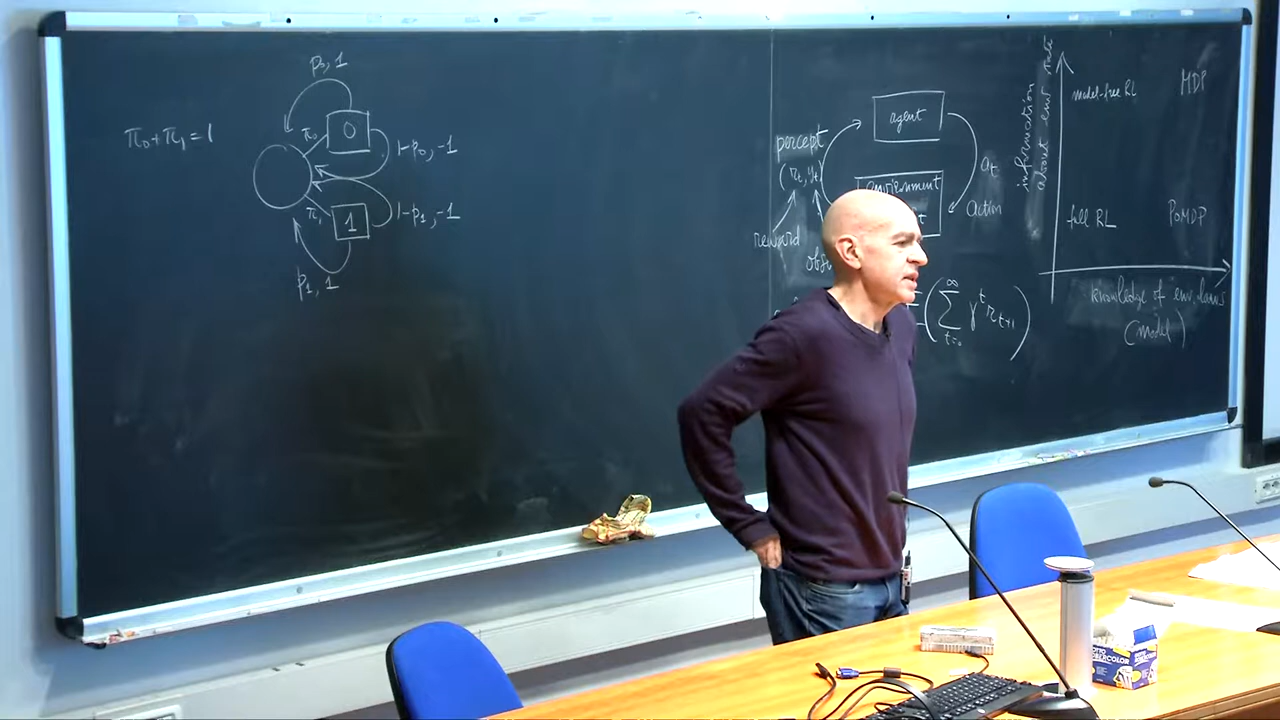 π₀+π₁=1
p₀, 1
π₀
0
1-p₀, -1
π₁
1
1-p₁, -1
p₁, 1
agent
percept
(r_t, y_t)
a_t
action
environment
reward
(∑_{t=0}^{∞} γ^t r_{t+1})
information
about env state
model-free RL
MDP
full RL
POMDP
knowledge of env. laws
(model)